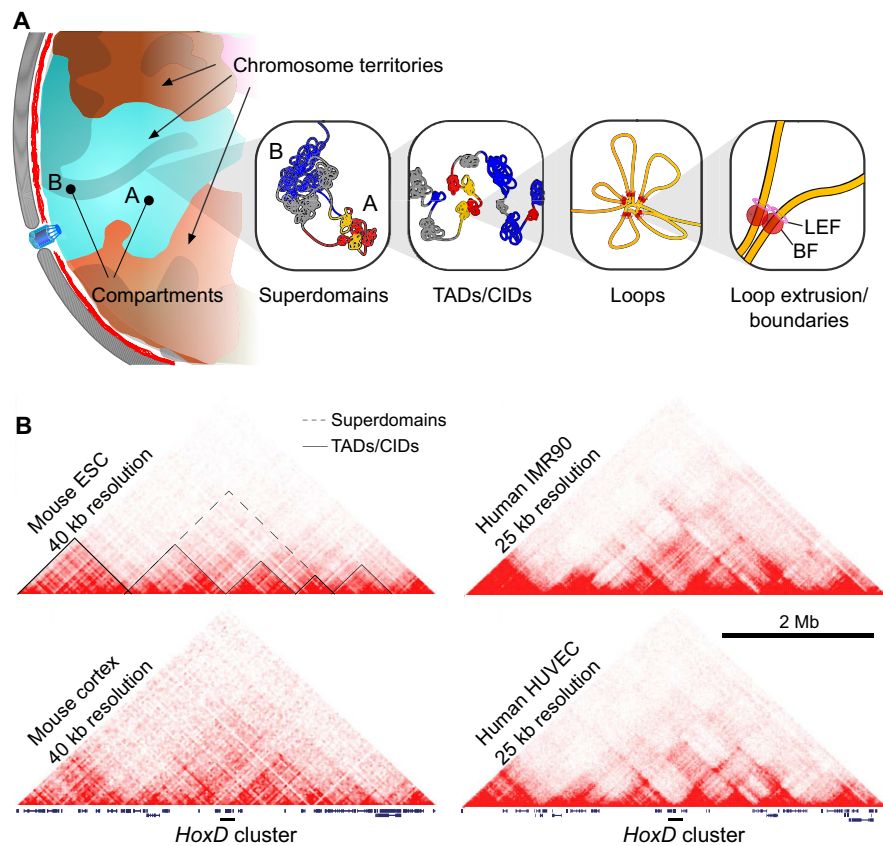 A
Chromosome territories
B
A
Compartments
B
A
Superdomains
TADs/CIDs
Loops
LEF
BF
Loop extrusion/
boundaries
B
Superdomains
TADs/CIDs
Mouse ESC
40 kb resolution
Human IMR90
25 kb resolution
2 Mb
Mouse cortex
40 kb resolution
Human HUVEC
25 kb resolution
HoxD cluster
HoxD cluster